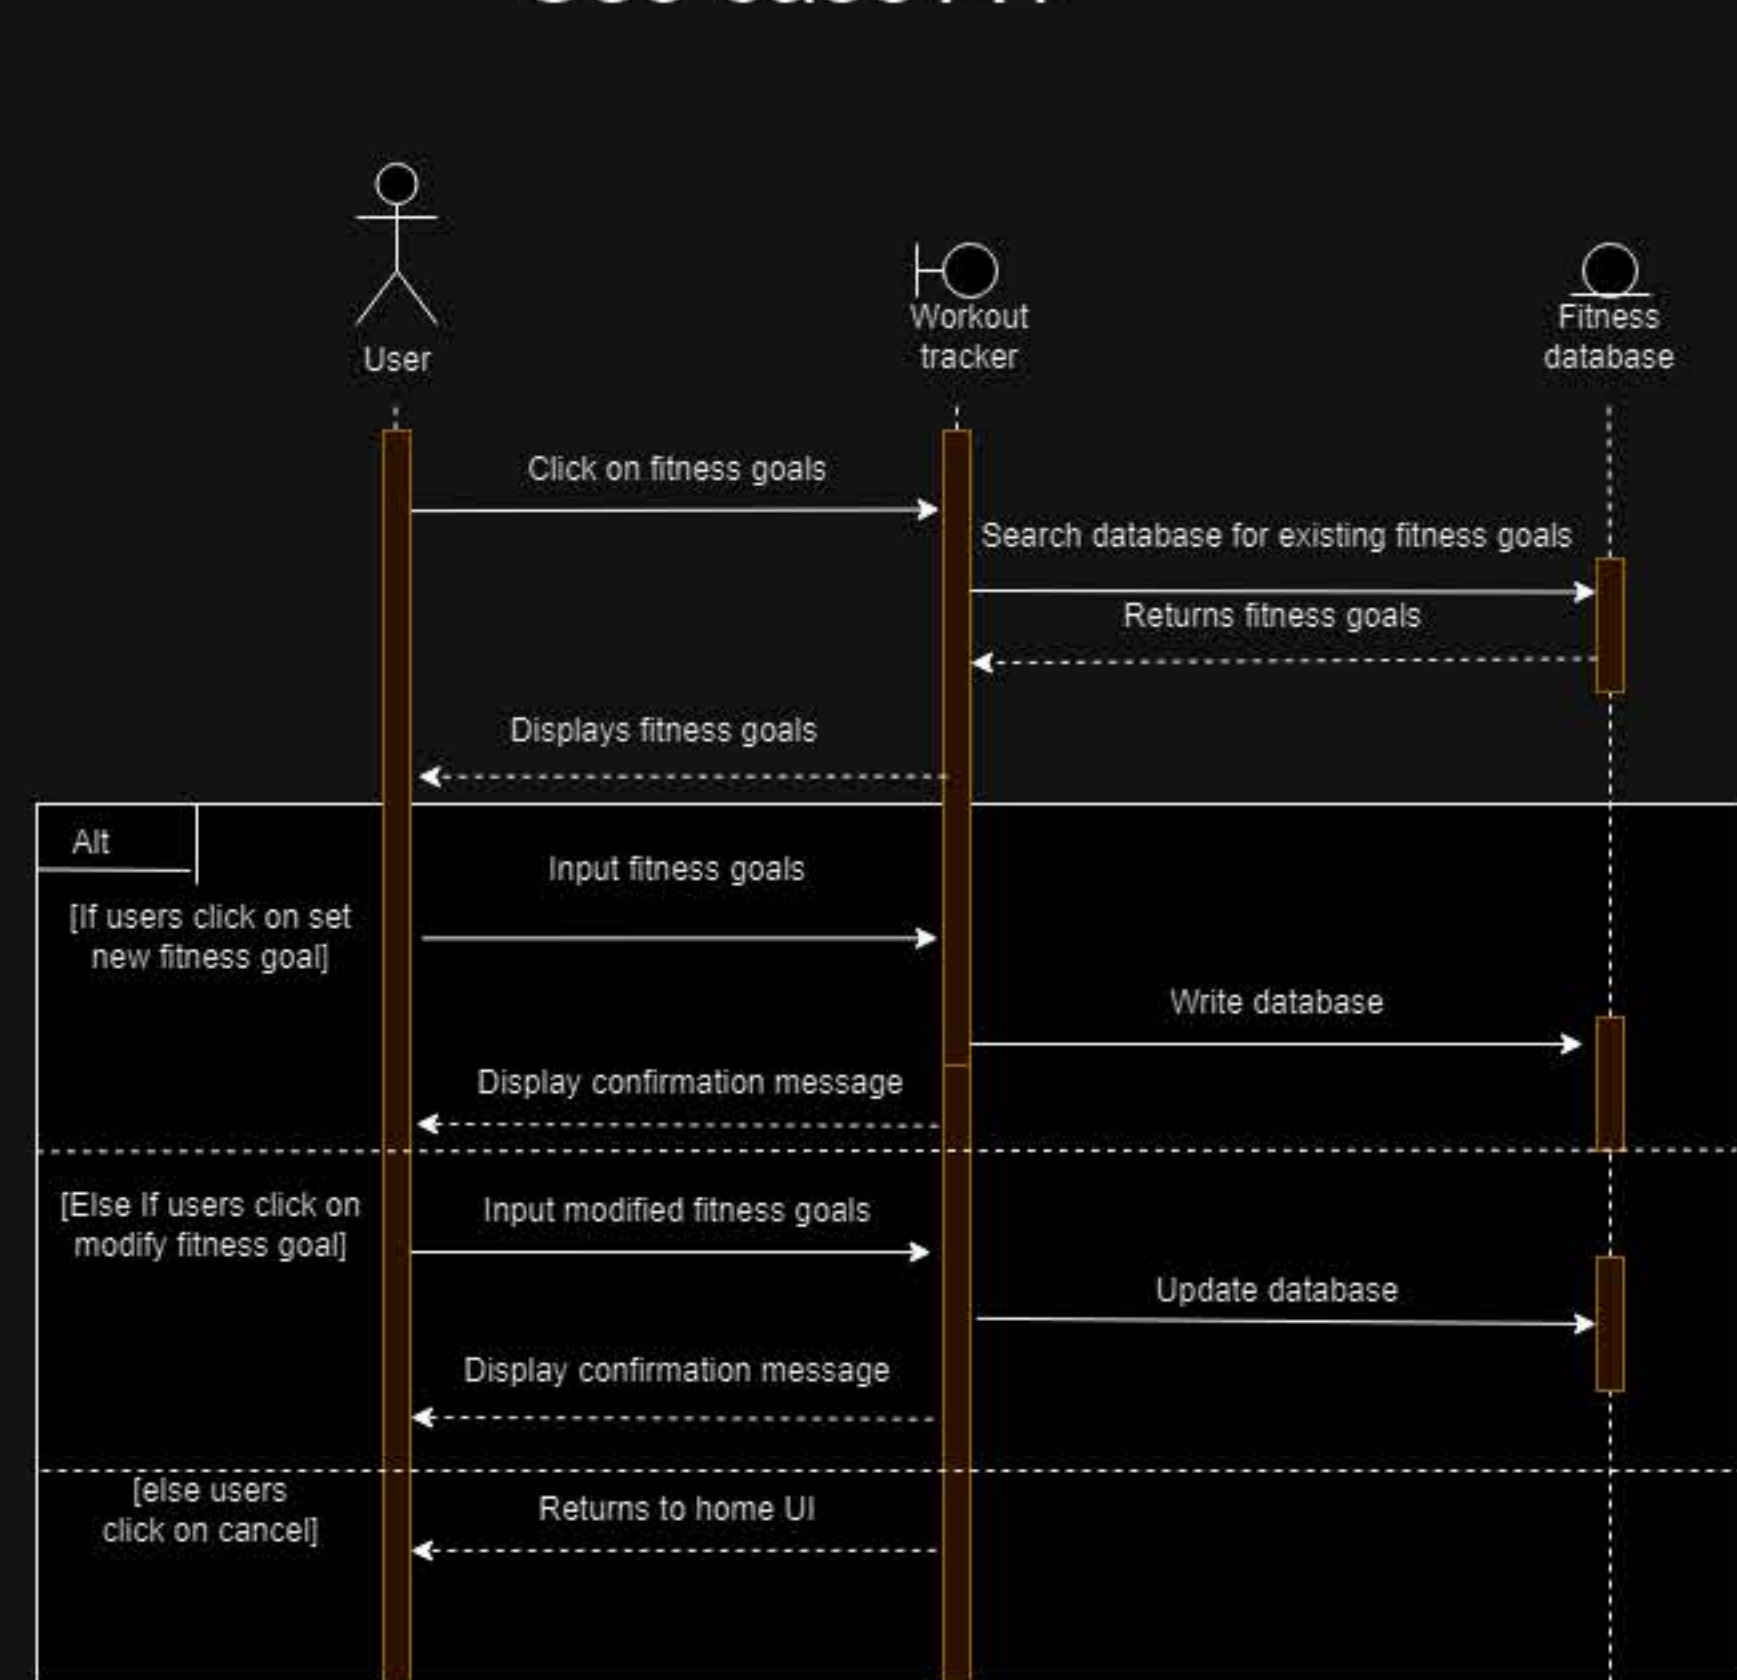 User
Workout
tracker
Fitness
database
Click on fitness goals
Search database for existing fitness goals
Returns fitness goals
Displays fitness goals
Alt
Input fitness goals
[If users click on set
new fitness goal]
Write database
Display confirmation message
[Else If users click on
modify fitness goal]
Input modified fitness goals
Update database
Display confirmation message
[else users
click on cancel]
Returns to home UI